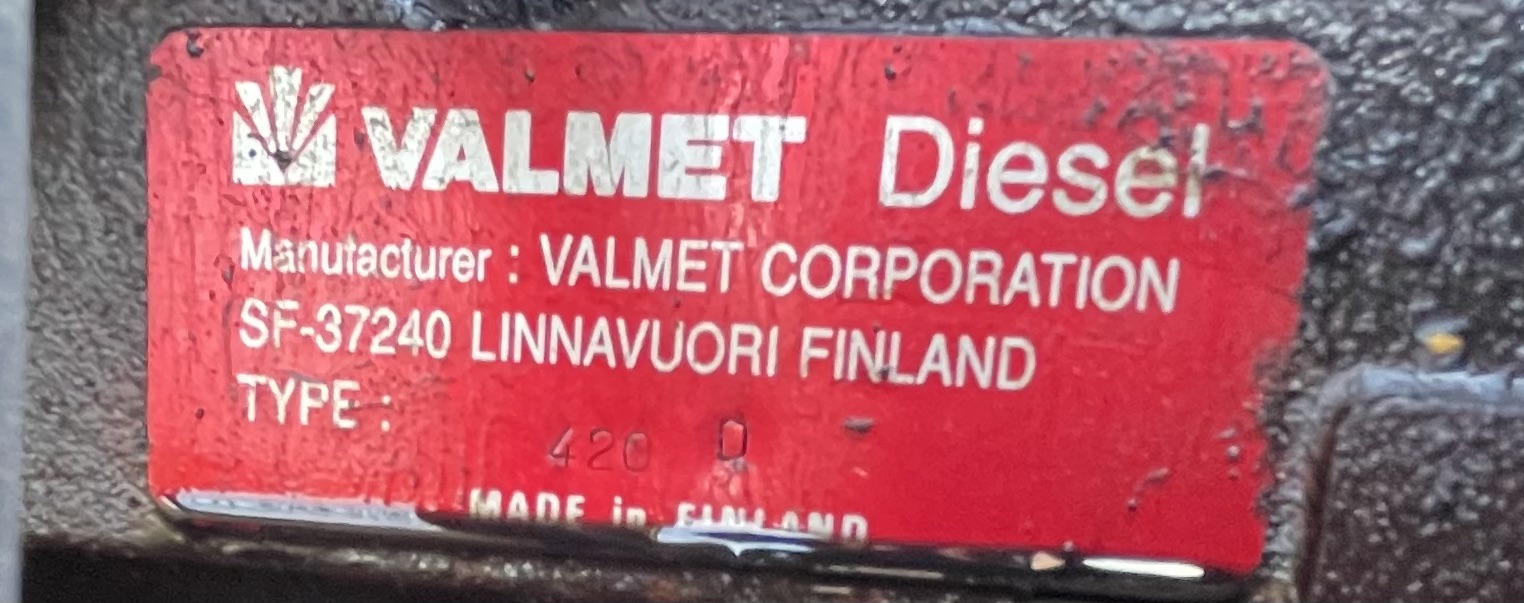 VALMET Diesel
Manufacturer : VALMET CORPORATION
SF-37240 LINNAVUORI FINLAND
TYPE :
420 D
MADE in FINLAND